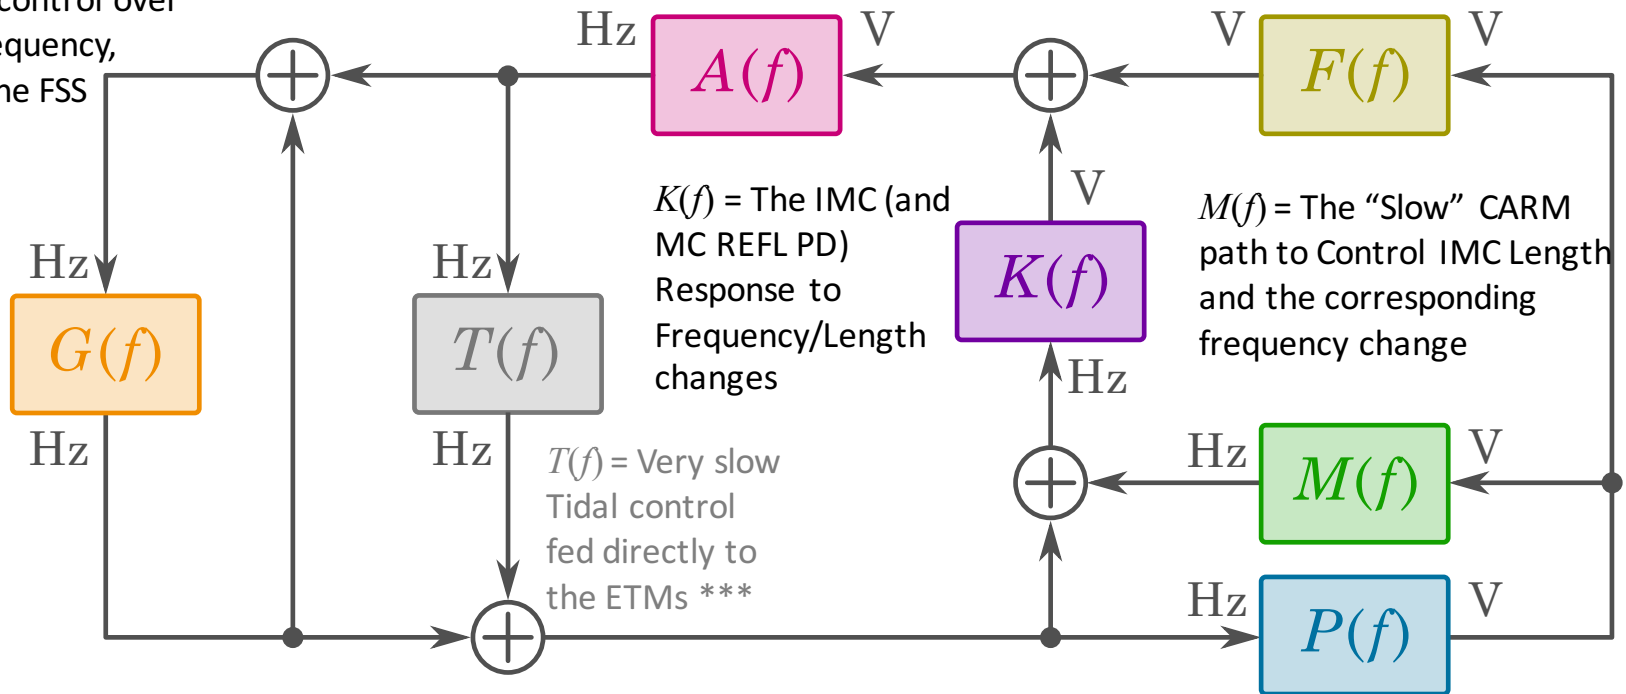 control over
equency,
he FSS
Hz
V
V
V
A(f)
F(f)
K(f) = The IMC (and
MC REFL PD)
Response to
Frequency/Length
changes
V
M(f) = The “Slow” CARM
path to Control IMC Length
and the corresponding
frequency change
Hz
Hz
G(f)
T(f)
K(f)
Hz
Hz
Hz
T(f) = Very slow
Tidal control
fed directly to
the ETMs ***
Hz
V
M(f)
Hz
V
P(f)